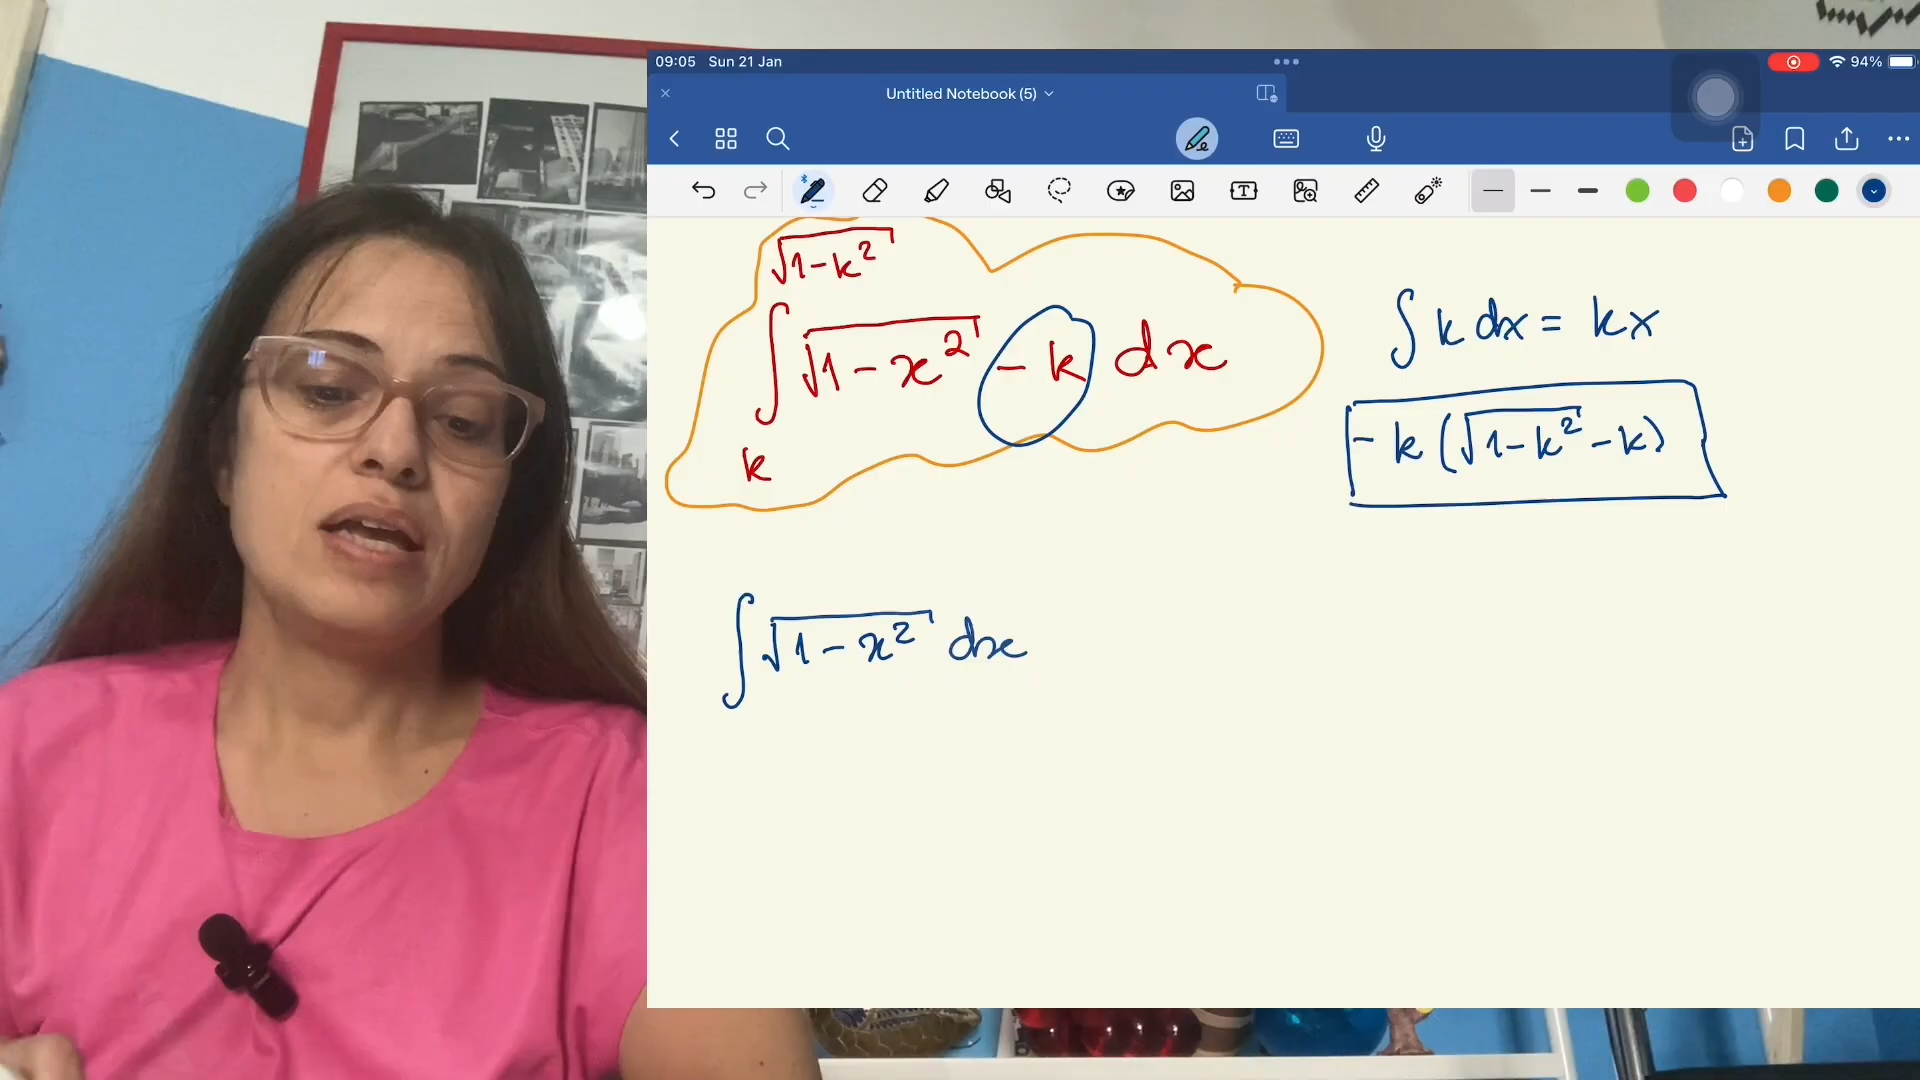 09:05 Sun 21 Jan
94%
Untitled Notebook (5)
∫ₖ^√(1-k²) √(1-x²) - k dx
∫ k dx = kx
- k (√(1-k²) - k)
∫ √(1-x²) dx